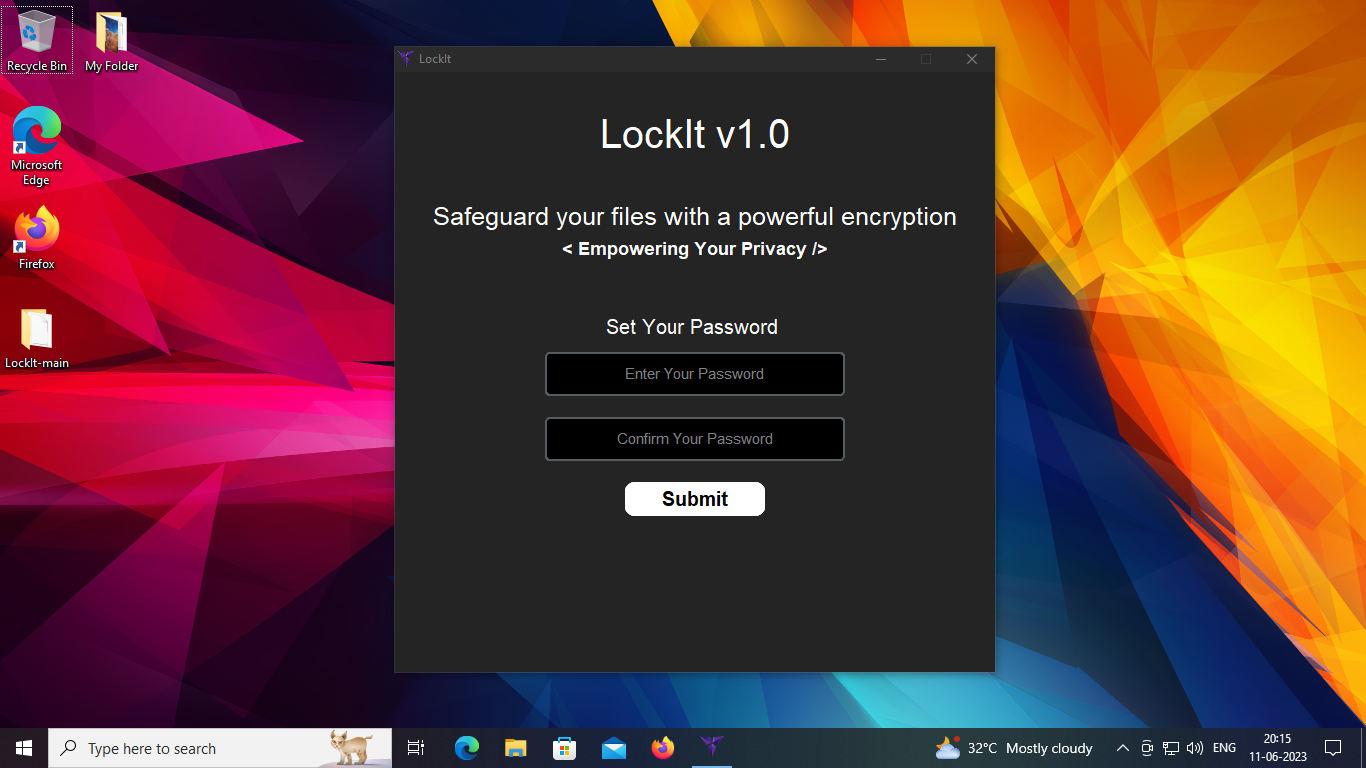 Recycle Bin
My Folder
Microsoft
Edge
Firefox
LockIt-main
LockIt
LockIt v1.0
Safeguard your files with a powerful encryption
< Empowering Your Privacy />
Set Your Password
Enter Your Password
Confirm Your Password
Submit
Type here to search
32°C Mostly cloudy
ENG
20:15
11-06-2023